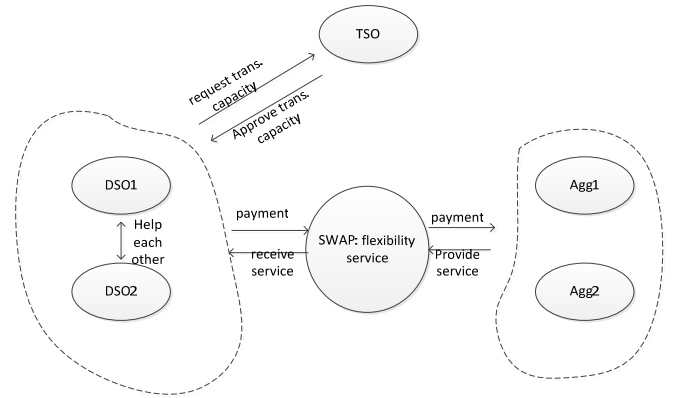 TSO
request trans.
capacity
Approve trans.
capacity
DSO1
Help
each
other
DSO2
payment
receive
service
SWAP: flexibility
service
payment
Provide
service
Agg1
Agg2